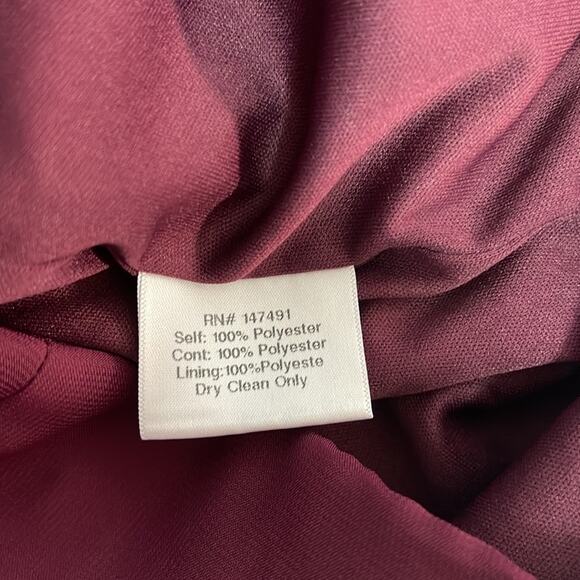 RN# 147491
Self: 100% Polyester
Cont: 100% Polyester
Lining:100%Polyeste
Dry Clean Only